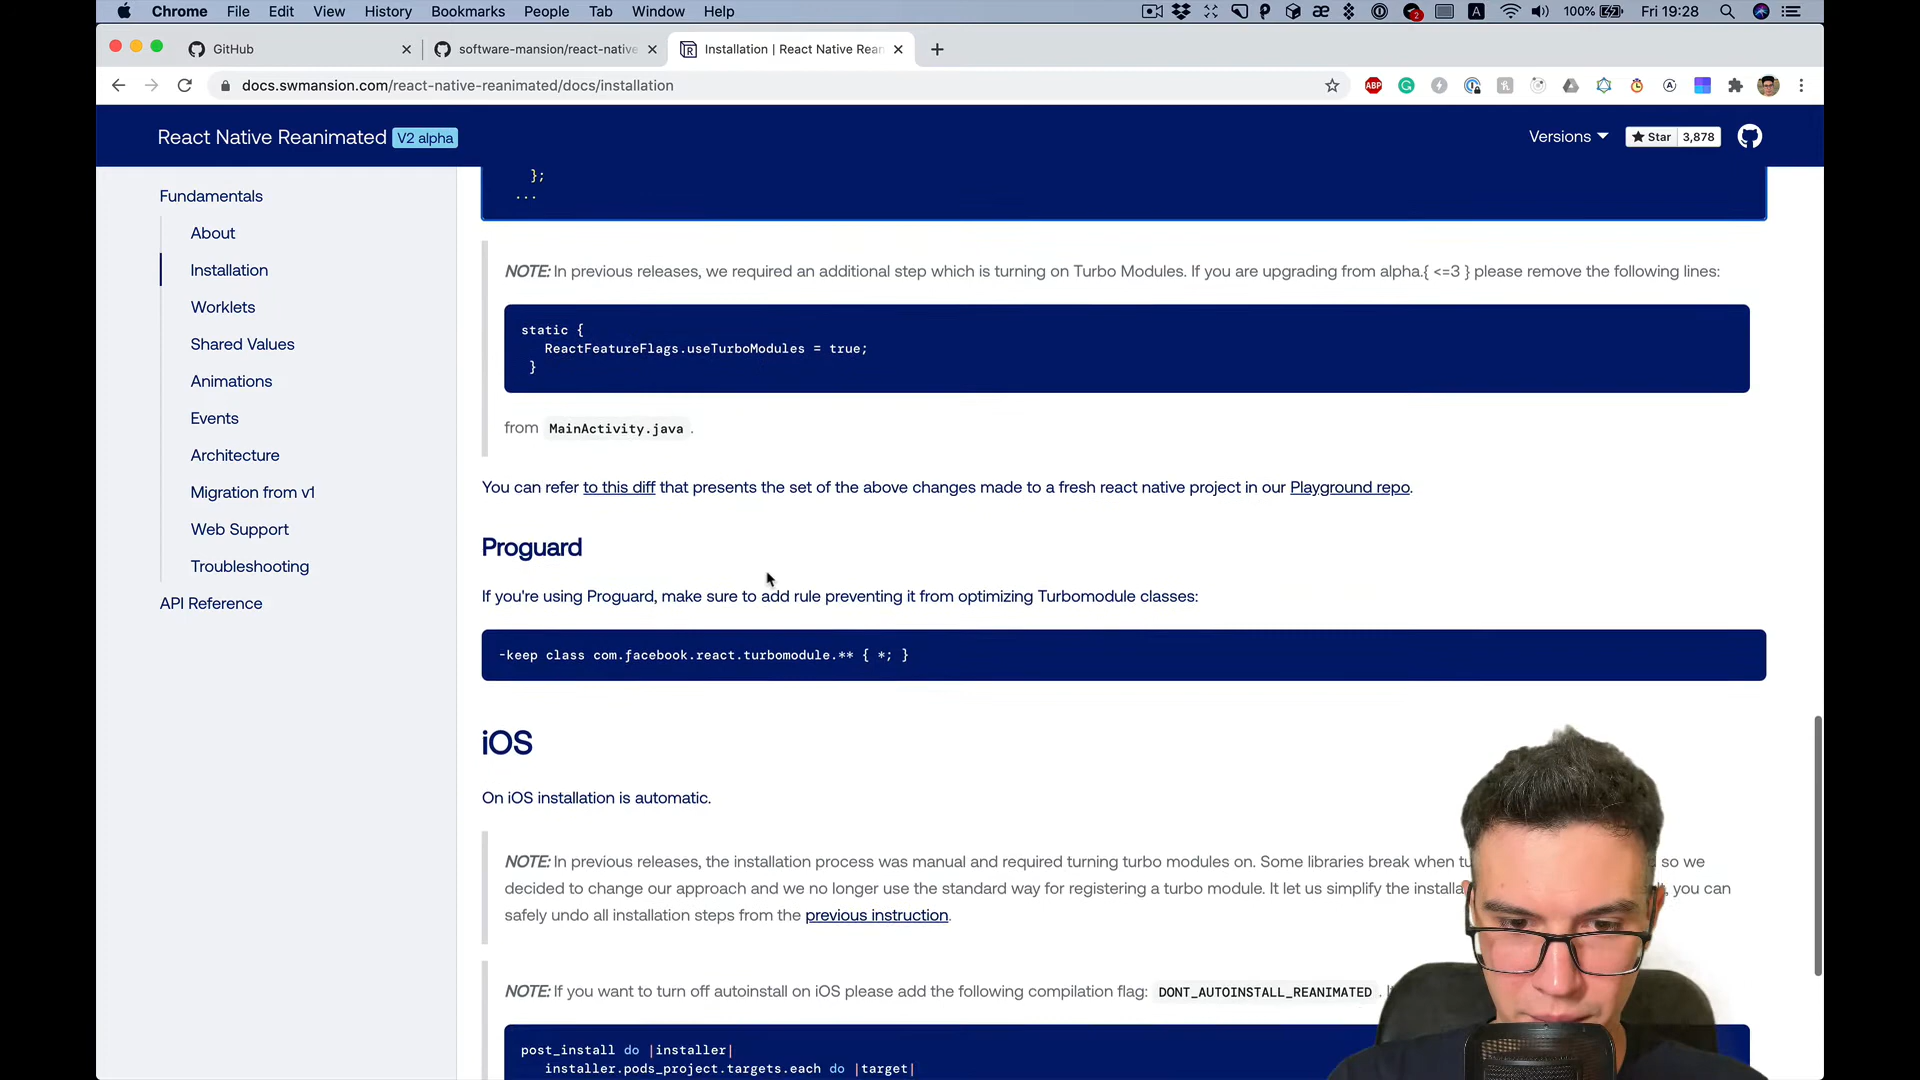 Chrome File Edit View History Bookmarks People Tab Window Help
2 A 100% Fri 19:28
GitHub
software-mansion/react-native
Installation | React Native Rean
docs.swmansion.com/react-native-reanimated/docs/installation
ABP
React Native Reanimated V2 alpha
Versions Star 3,878
Fundamentals
About
Installation
Worklets
Shared Values
Animations
Events
Architecture
Migration from v1
Web Support
Troubleshooting
API Reference
};
...
NOTE: In previous releases, we required an additional step which is turning on Turbo Modules. If you are upgrading from alpha.{ <=3 } please remove the following lines:
static {
ReactFeatureFlags.useTurboModules = true;
}
from MainActivity.java .
You can refer to this diff that presents the set of the above changes made to a fresh react native project in our Playground repo.
Proguard
If you're using Proguard, make sure to add rule preventing it from optimizing Turbomodule classes:
-keep class com.facebook.react.turbomodule.** { *; }
iOS
On iOS installation is automatic.
NOTE: In previous releases, the installation process was manual and required turning turbo modules on. Some libraries break when so we
decided to change our approach and we no longer use the standard way for registering a turbo module. It let us simplify the you can
safely undo all installation steps from the previous instruction.
NOTE: If you want to turn off autoinstall on iOS please add the following compilation flag: DONT_AUTOINSTALL_REANIMATED .
post_install do |installer|
installer.pods_project.targets.each do |target|